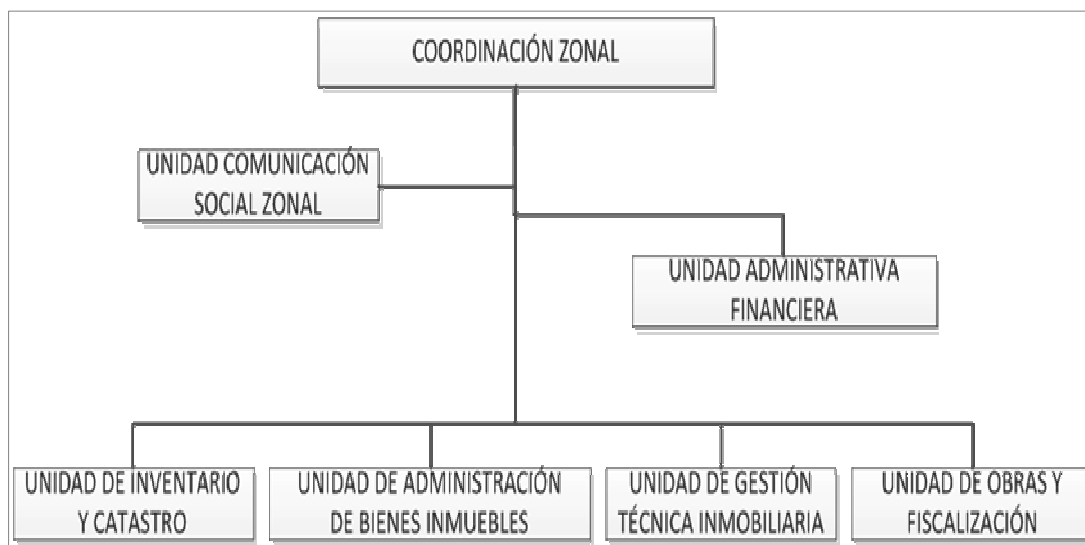 COORDINACIÓN ZONAL
UNIDAD COMUNICACIÓN
SOCIAL ZONAL
UNIDAD ADMINISTRATIVA
FINANCIERA
UNIDAD DE INVENTARIO
Y CATASTRO
UNIDAD DE ADMINISTRACIÓN
DE BIENES INMUEBLES
UNIDAD DE GESTIÓN
TÉCNICA INMOBILIARIA
UNIDAD DE OBRAS Y
FISCALIZACIÓN